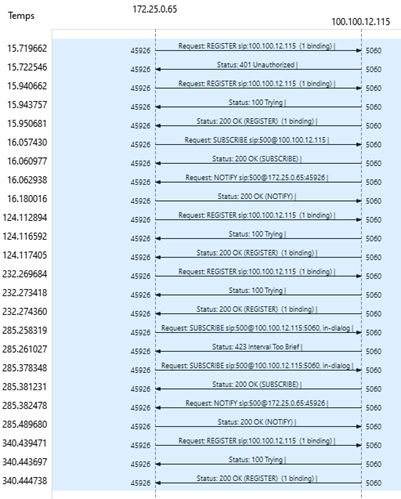 Temps 172.25.0.65 100.100.12.115
15.719662 45926 Request: REGISTER sip:100.100.12.115 (1 binding) | 5060
15.722546 45926 Status: 401 Unauthorized | 5060
15.940662 45926 Request: REGISTER sip:100.100.12.115 (1 binding) | 5060
15.943757 45926 Status: 100 Trying | 5060
15.950681 45926 Status: 200 OK (REGISTER) (1 binding) | 5060
16.057430 45926 Request: SUBSCRIBE sip:500@100.100.12.115 | 5060
16.060977 45926 Status: 200 OK (SUBSCRIBE) | 5060
16.062938 45926 Request: NOTIFY sip:500@172.25.0.65:45926 | 5060
16.180016 45926 Status: 200 OK (NOTIFY) | 5060
124.112894 45926 Request: REGISTER sip:100.100.12.115 (1 binding) | 5060
124.116592 45926 Status: 100 Trying | 5060
124.117405 45926 Status: 200 OK (REGISTER) (1 binding) | 5060
232.269684 45926 Request: REGISTER sip:100.100.12.115 (1 binding) | 5060
232.273418 45926 Status: 100 Trying | 5060
232.274360 45926 Status: 200 OK (REGISTER) (1 binding) | 5060
285.258319 45926 Request: SUBSCRIBE sip:500@100.100.12.115:5060, in-dialog | 5060
285.261027 45926 Status: 423 Interval Too Brief | 5060
285.378348 45926 Request: SUBSCRIBE sip:500@100.100.12.115:5060, in-dialog | 5060
285.381231 45926 Status: 200 OK (SUBSCRIBE) | 5060
285.382478 45926 Request: NOTIFY sip:500@172.25.0.65:45926 | 5060
285.489680 45926 Status: 200 OK (NOTIFY) | 5060
340.439471 45926 Request: REGISTER sip:100.100.12.115 (1 binding) | 5060
340.443697 45926 Status: 100 Trying | 5060
340.444738 45926 Status: 200 OK (REGISTER) (1 binding) | 5060